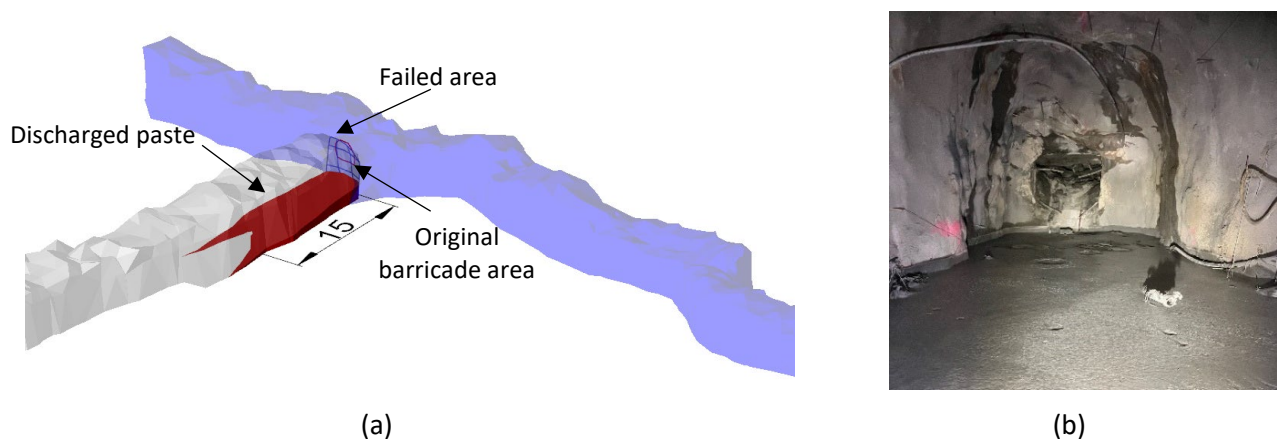 Failed area
Discharged paste
15
Original
barricade area
(a)
(b)